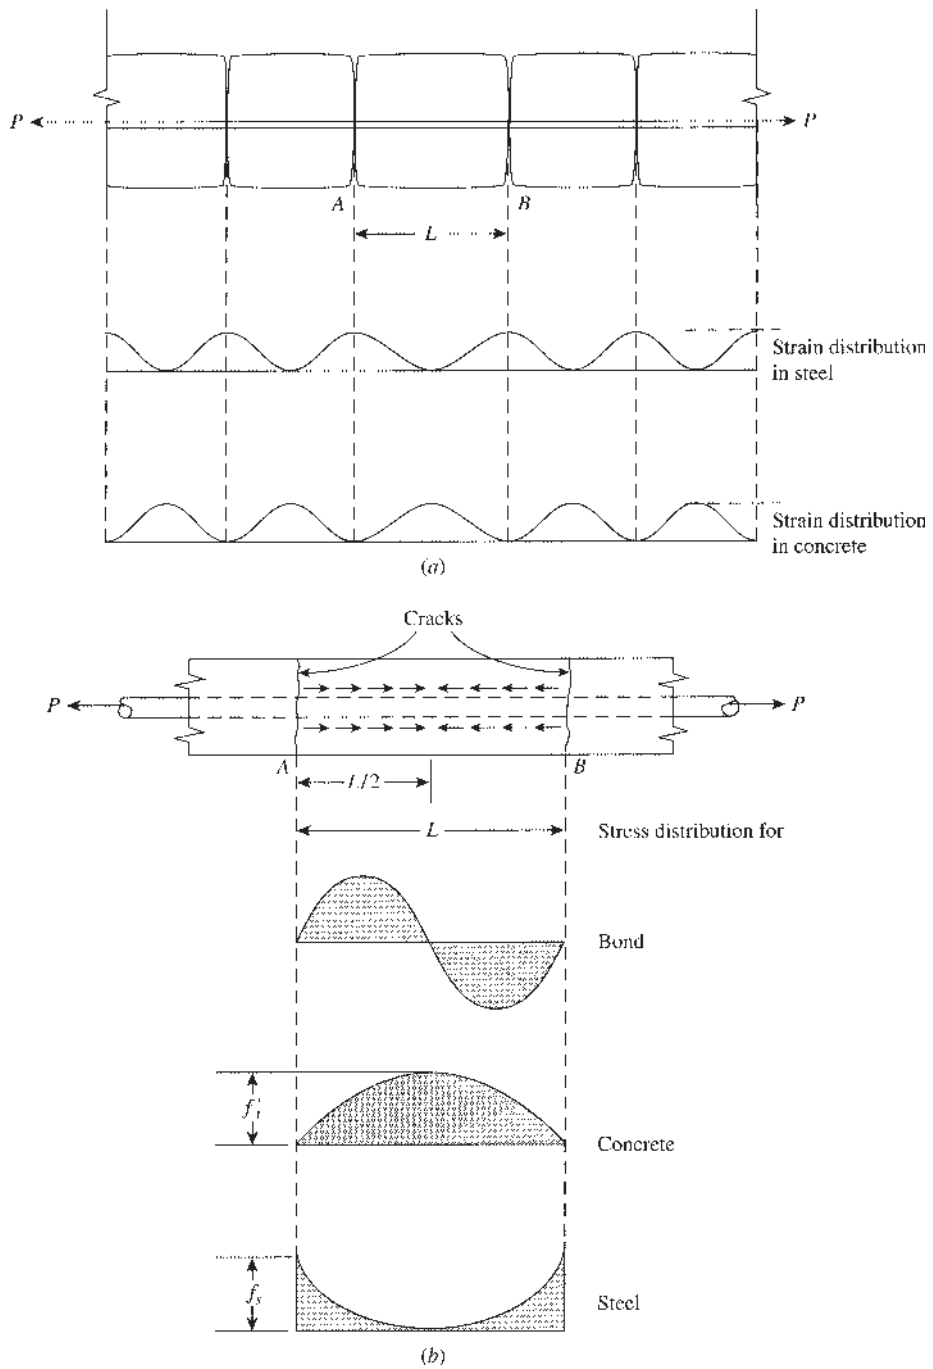 P
P
A
B
L
Strain distribution
in steel
Strain distribution
in concrete
(a)
Cracks
P
P
A
B
L/2
L
Stress distribution for
Bond
f't
Concrete
fs
Steel
(b)